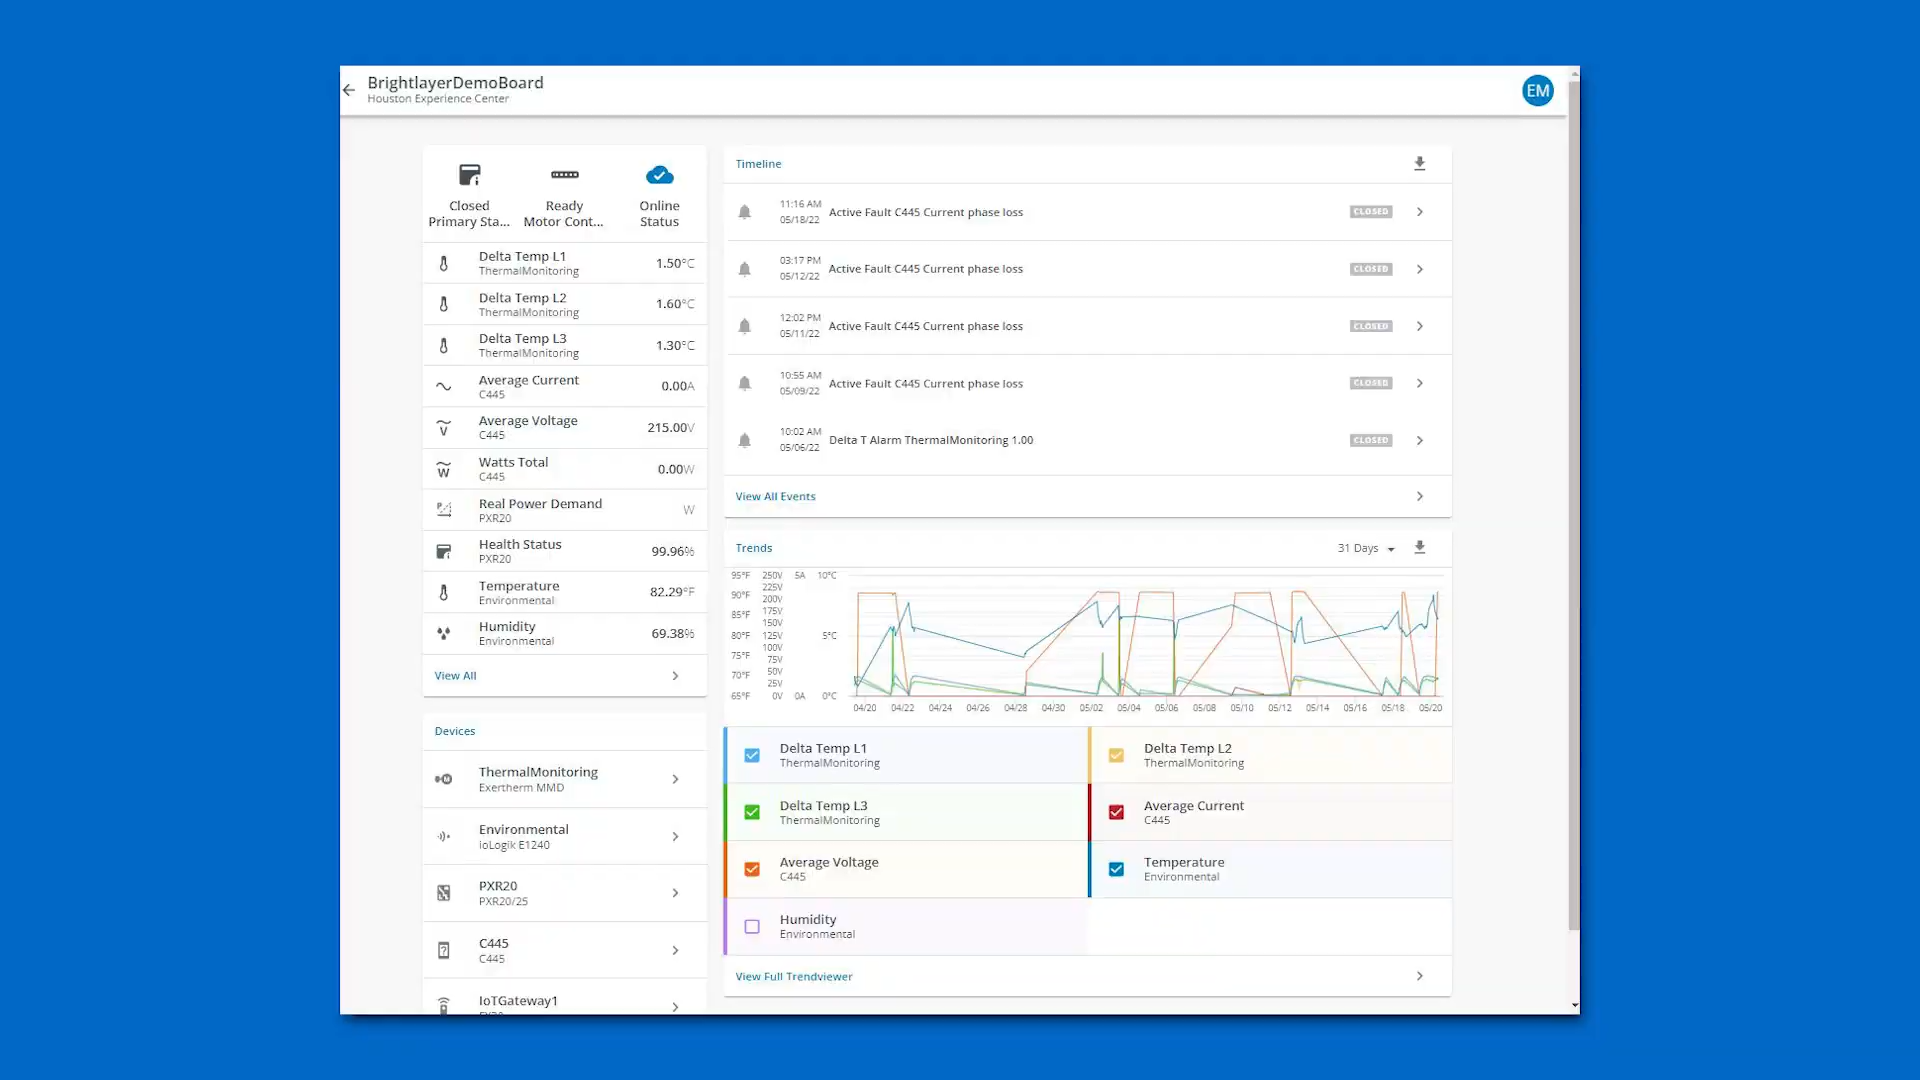 BrightlayerDemoBoard
Houston Experience Center
EM
Closed
Primary Sta...
Ready
Motor Cont...
Online
Status
Delta Temp L1
ThermalMonitoring
1.50°C
Delta Temp L2
ThermalMonitoring
1.60°C
Delta Temp L3
ThermalMonitoring
1.30°C
Average Current
C445
0.00A
Average Voltage
C445
215.00V
Watts Total
C445
0.00W
Real Power Demand
PXR20
W
Health Status
PXR20
99.96%
Temperature
Environmental
82.29°F
Humidity
Environmental
69.38%
View All
Devices
ThermalMonitoring
Exertherm MMD
Environmental
ioLogik E1240
PXR20
PXR20/25
C445
C445
IoTGateway1
Timeline
11:16 AM
05/18/22
Active Fault C445 Current phase loss
CLOSED
03:17 PM
05/12/22
Active Fault C445 Current phase loss
CLOSED
12:02 PM
05/11/22
Active Fault C445 Current phase loss
CLOSED
10:55 AM
05/09/22
Active Fault C445 Current phase loss
CLOSED
10:02 AM
05/06/22
Delta T Alarm ThermalMonitoring 1.00
CLOSED
View All Events
Trends
31 Days
95°F 250V 5A 10°C
225V
90°F 200V
85°F 175V
150V
80°F 125V 5°C
100V
75°F 75V
50V
70°F 25V
65°F 0V 0A 0°C
04/20 04/22 04/24 04/26 04/28 04/30 05/02 05/04 05/06 05/08 05/10 05/12 05/14 05/16 05/18 05/20
Delta Temp L1
ThermalMonitoring
Delta Temp L2
ThermalMonitoring
Delta Temp L3
ThermalMonitoring
Average Current
C445
Average Voltage
C445
Temperature
Environmental
Humidity
Environmental
View Full Trendviewer